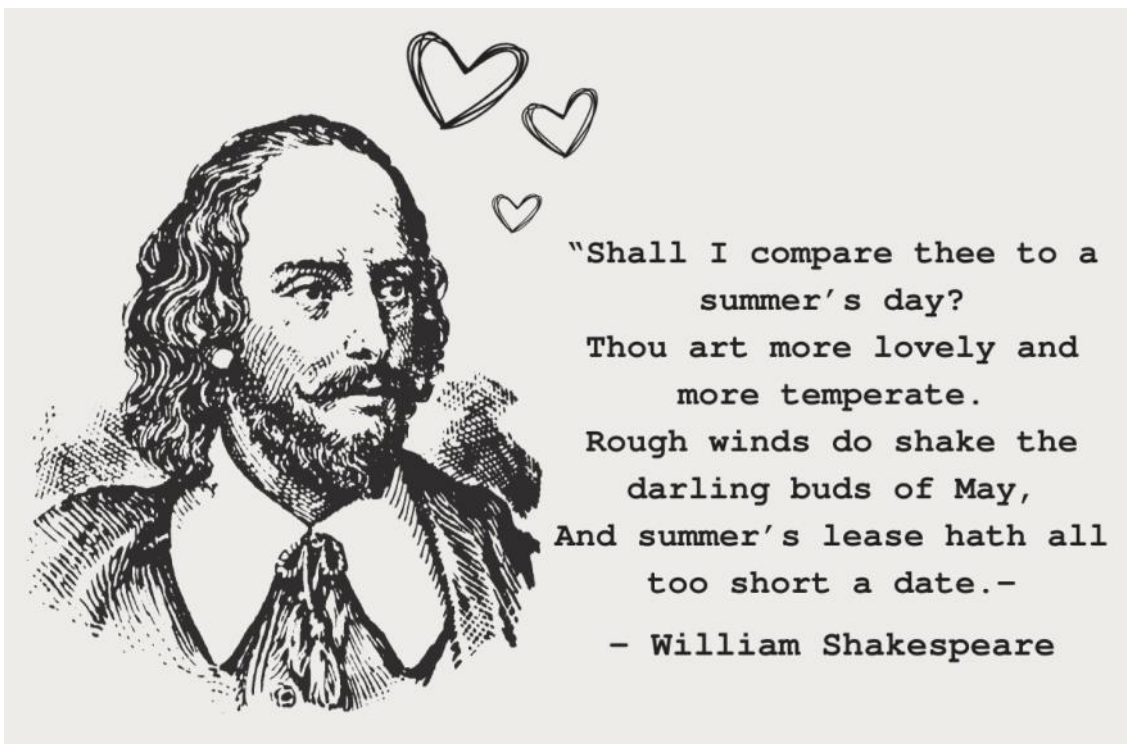 “Shall I compare thee to a
summer’s day?
Thou art more lovely and
more temperate.
Rough winds do shake the
darling buds of May,
And summer’s lease hath all
too short a date.–
– William Shakespeare